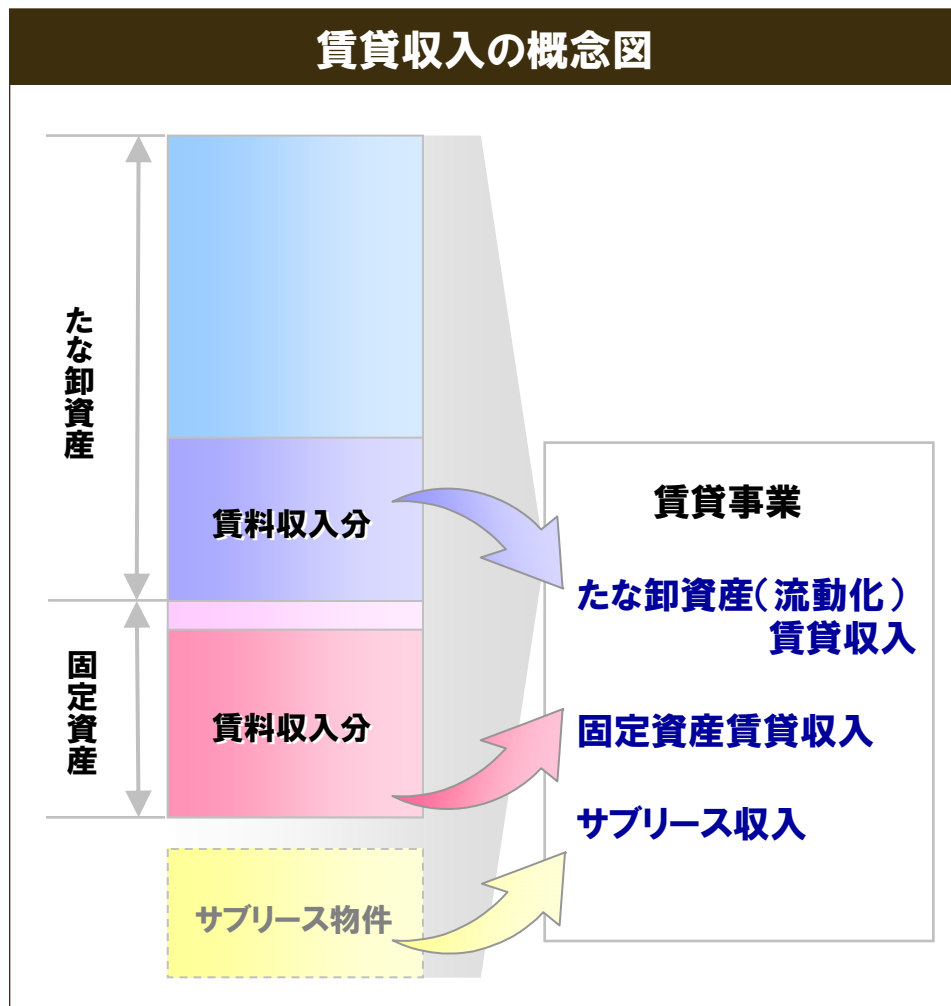 賃貸収入の概念図
たな卸資産
賃料収入分
固定資産
賃料収入分
サブリース物件
賃貸事業
たな卸資産(流動化)
賃貸収入
固定資産賃貸収入
サブリース収入